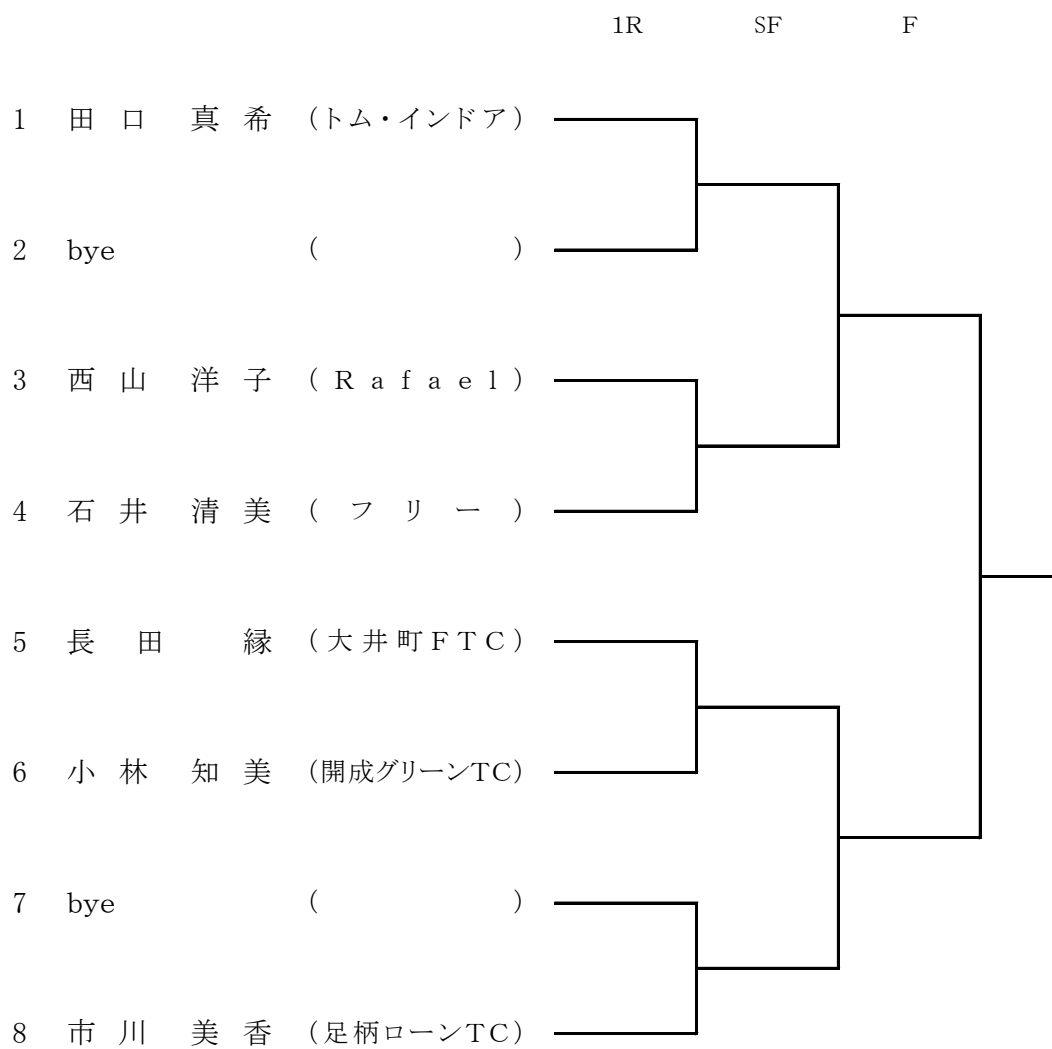 1R SF F
1 田口 真希 (トム・インドア)
2 bye ( )
3 西山 洋子 (Rafael)
4 石井 清美 (フリー)
5 長田 縁 (大井町FTC)
6 小林 知美 (開成グリーンTC)
7 bye ( )
8 市川 美香 (足柄ローンTC)